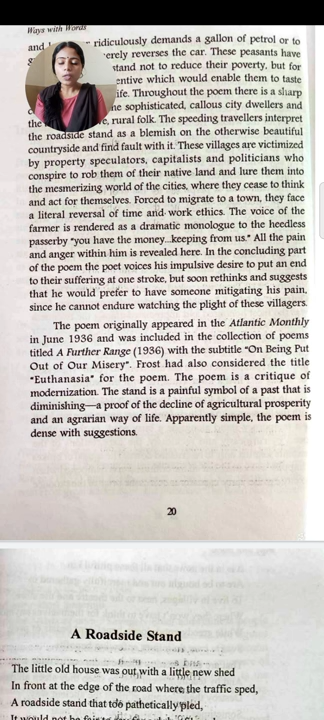 Ways with Words
and ridiculously demands a gallon of petrol or to
erely reverses the car. These peasants have
stand not to reduce their poverty, but for
entive which would enable them to taste
ife. Throughout the poem there is a sharp
he sophisticated, callous city dwellers and
the rural folk. The speeding travellers interpret
the roadside stand as a blemish on the otherwise beautiful
countryside and find fault with it. These villages are victimized
by property speculators, capitalists and politicians who
conspire to rob them of their native land and lure them into
the mesmerizing world of the cities, where they cease to think
and act for themselves. Forced to migrate to a town, they face
a literal reversal of time and work ethics. The voice of the
farmer is rendered as a dramatic monologue to the heedless
passerby "you have the money...keeping from us." All the pain
and anger within him is revealed here. In the concluding part
of the poem the poet voices his impulsive desire to put an end
to their suffering at one stroke, but soon rethinks and suggests
that he would prefer to have someone mitigating his pain,
since he cannot endure watching the plight of these villagers.
The poem originally appeared in the Atlantic Monthly
in June 1936 and was included in the collection of poems
titled A Further Range (1936) with the subtitle "On Being Put
Out of Our Misery". Frost had also considered the title
"Euthanasia" for the poem. The poem is a critique of
modernization. The stand is a painful symbol of a past that is
diminishing—a proof of the decline of agricultural prosperity
and an agrarian way of life. Apparently simple, the poem is
dense with suggestions.
20
A Roadside Stand
The little old house was out with a little new shed
In front at the edge of the road where the traffic sped,
A roadside stand that too pathetically pled,
It would not be fair to